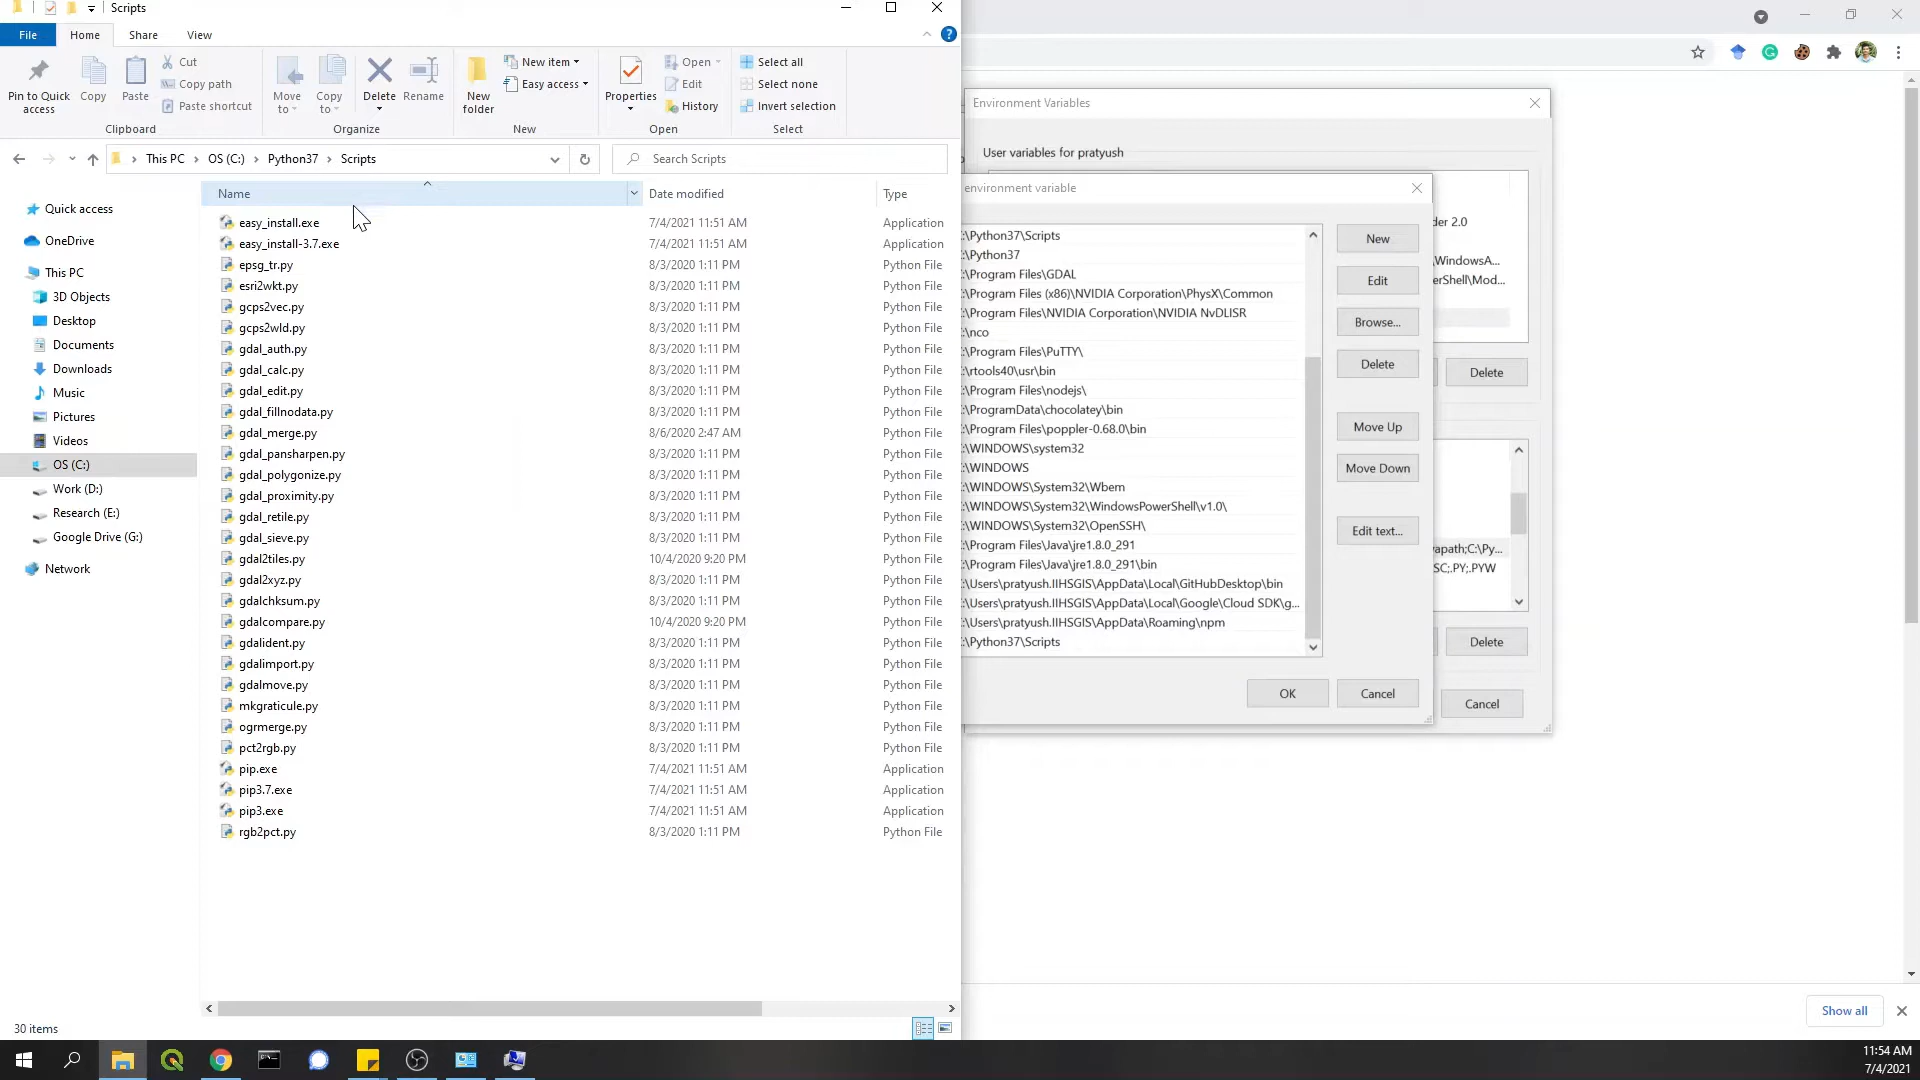 Scripts
File
Home
Share
View
Pin to Quick access
Copy
Paste
Cut
Copy path
Paste shortcut
Move to
Copy to
Delete
Rename
New folder
New item
Easy access
Properties
Open
Edit
History
Select all
Select none
Invert selection
Clipboard
Organize
New
Open
Select
This PC
OS (C:)
Python37
Scripts
Search Scripts
Name
Date modified
Type
Quick access
OneDrive
This PC
3D Objects
Desktop
Documents
Downloads
Music
Pictures
Videos
OS (C:)
Work (D:)
Research (E:)
Google Drive (G:)
Network
easy_install.exe 7/4/2021 11:51 AM Application
easy_install-3.7.exe 7/4/2021 11:51 AM Application
epsg_tr.py 8/3/2020 1:11 PM Python File
esri2wkt.py 8/3/2020 1:11 PM Python File
gcps2vec.py 8/3/2020 1:11 PM Python File
gcps2wld.py 8/3/2020 1:11 PM Python File
gdal_auth.py 8/3/2020 1:11 PM Python File
gdal_calc.py 8/3/2020 1:11 PM Python File
gdal_edit.py 8/3/2020 1:11 PM Python File
gdal_fillnodata.py 8/3/2020 1:11 PM Python File
gdal_merge.py 8/6/2020 2:47 AM Python File
gdal_pansharpen.py 8/3/2020 1:11 PM Python File
gdal_polygonize.py 8/3/2020 1:11 PM Python File
gdal_proximity.py 8/3/2020 1:11 PM Python File
gdal_retile.py 8/3/2020 1:11 PM Python File
gdal_sieve.py 8/3/2020 1:11 PM Python File
gdal2tiles.py 10/4/2020 9:20 PM Python File
gdal2xyz.py 8/3/2020 1:11 PM Python File
gdalchksum.py 8/3/2020 1:11 PM Python File
gdalcompare.py 10/4/2020 9:20 PM Python File
gdalident.py 8/3/2020 1:11 PM Python File
gdalimport.py 8/3/2020 1:11 PM Python File
gdalmove.py 8/3/2020 1:11 PM Python File
mkgraticule.py 8/3/2020 1:11 PM Python File
ogrmerge.py 8/3/2020 1:11 PM Python File
pct2rgb.py 8/3/2020 1:11 PM Python File
pip.exe 7/4/2021 11:51 AM Application
pip3.7.exe 7/4/2021 11:51 AM Application
pip3.exe 7/4/2021 11:51 AM Application
rgb2pct.py 8/3/2020 1:11 PM Python File
30 items
Environment Variables
User variables for pratyush
environment variable
:\Python37\Scripts
:\Python37
:\Program Files\GDAL
:\Program Files (x86)\NVIDIA Corporation\PhysX\Common
:\Program Files\NVIDIA Corporation\NVIDIA NvDLISR
:\nco
:\Program Files\PuTTY\
:\rtools40\usr\bin
:\Program Files\nodejs\
:\ProgramData\chocolatey\bin
:\Program Files\poppler-0.68.0\bin
:\WINDOWS\system32
:\WINDOWS
:\WINDOWS\System32\Wbem
:\WINDOWS\System32\WindowsPowerShell\v1.0\
:\WINDOWS\System32\OpenSSH\
:\Program Files\Java\jre1.8.0_291
:\Program Files\Java\jre1.8.0_291\bin
:\Users\pratyush.IIHSGIS\AppData\Local\GitHubDesktop\bin
:\Users\pratyush.IIHSGIS\AppData\Local\Google\Cloud SDK\g...
:\Users\pratyush.IIHSGIS\AppData\Roaming\npm
:\Python37\Scripts
New
Edit
Browse...
Delete
Move Up
Move Down
Edit text...
OK
Cancel
der 2.0
\WindowsA...
erShell\Mod...
Delete
apath;C:\Py...
SC;.PY;.PYW
Delete
Cancel
Show all
11:54 AM
7/4/2021